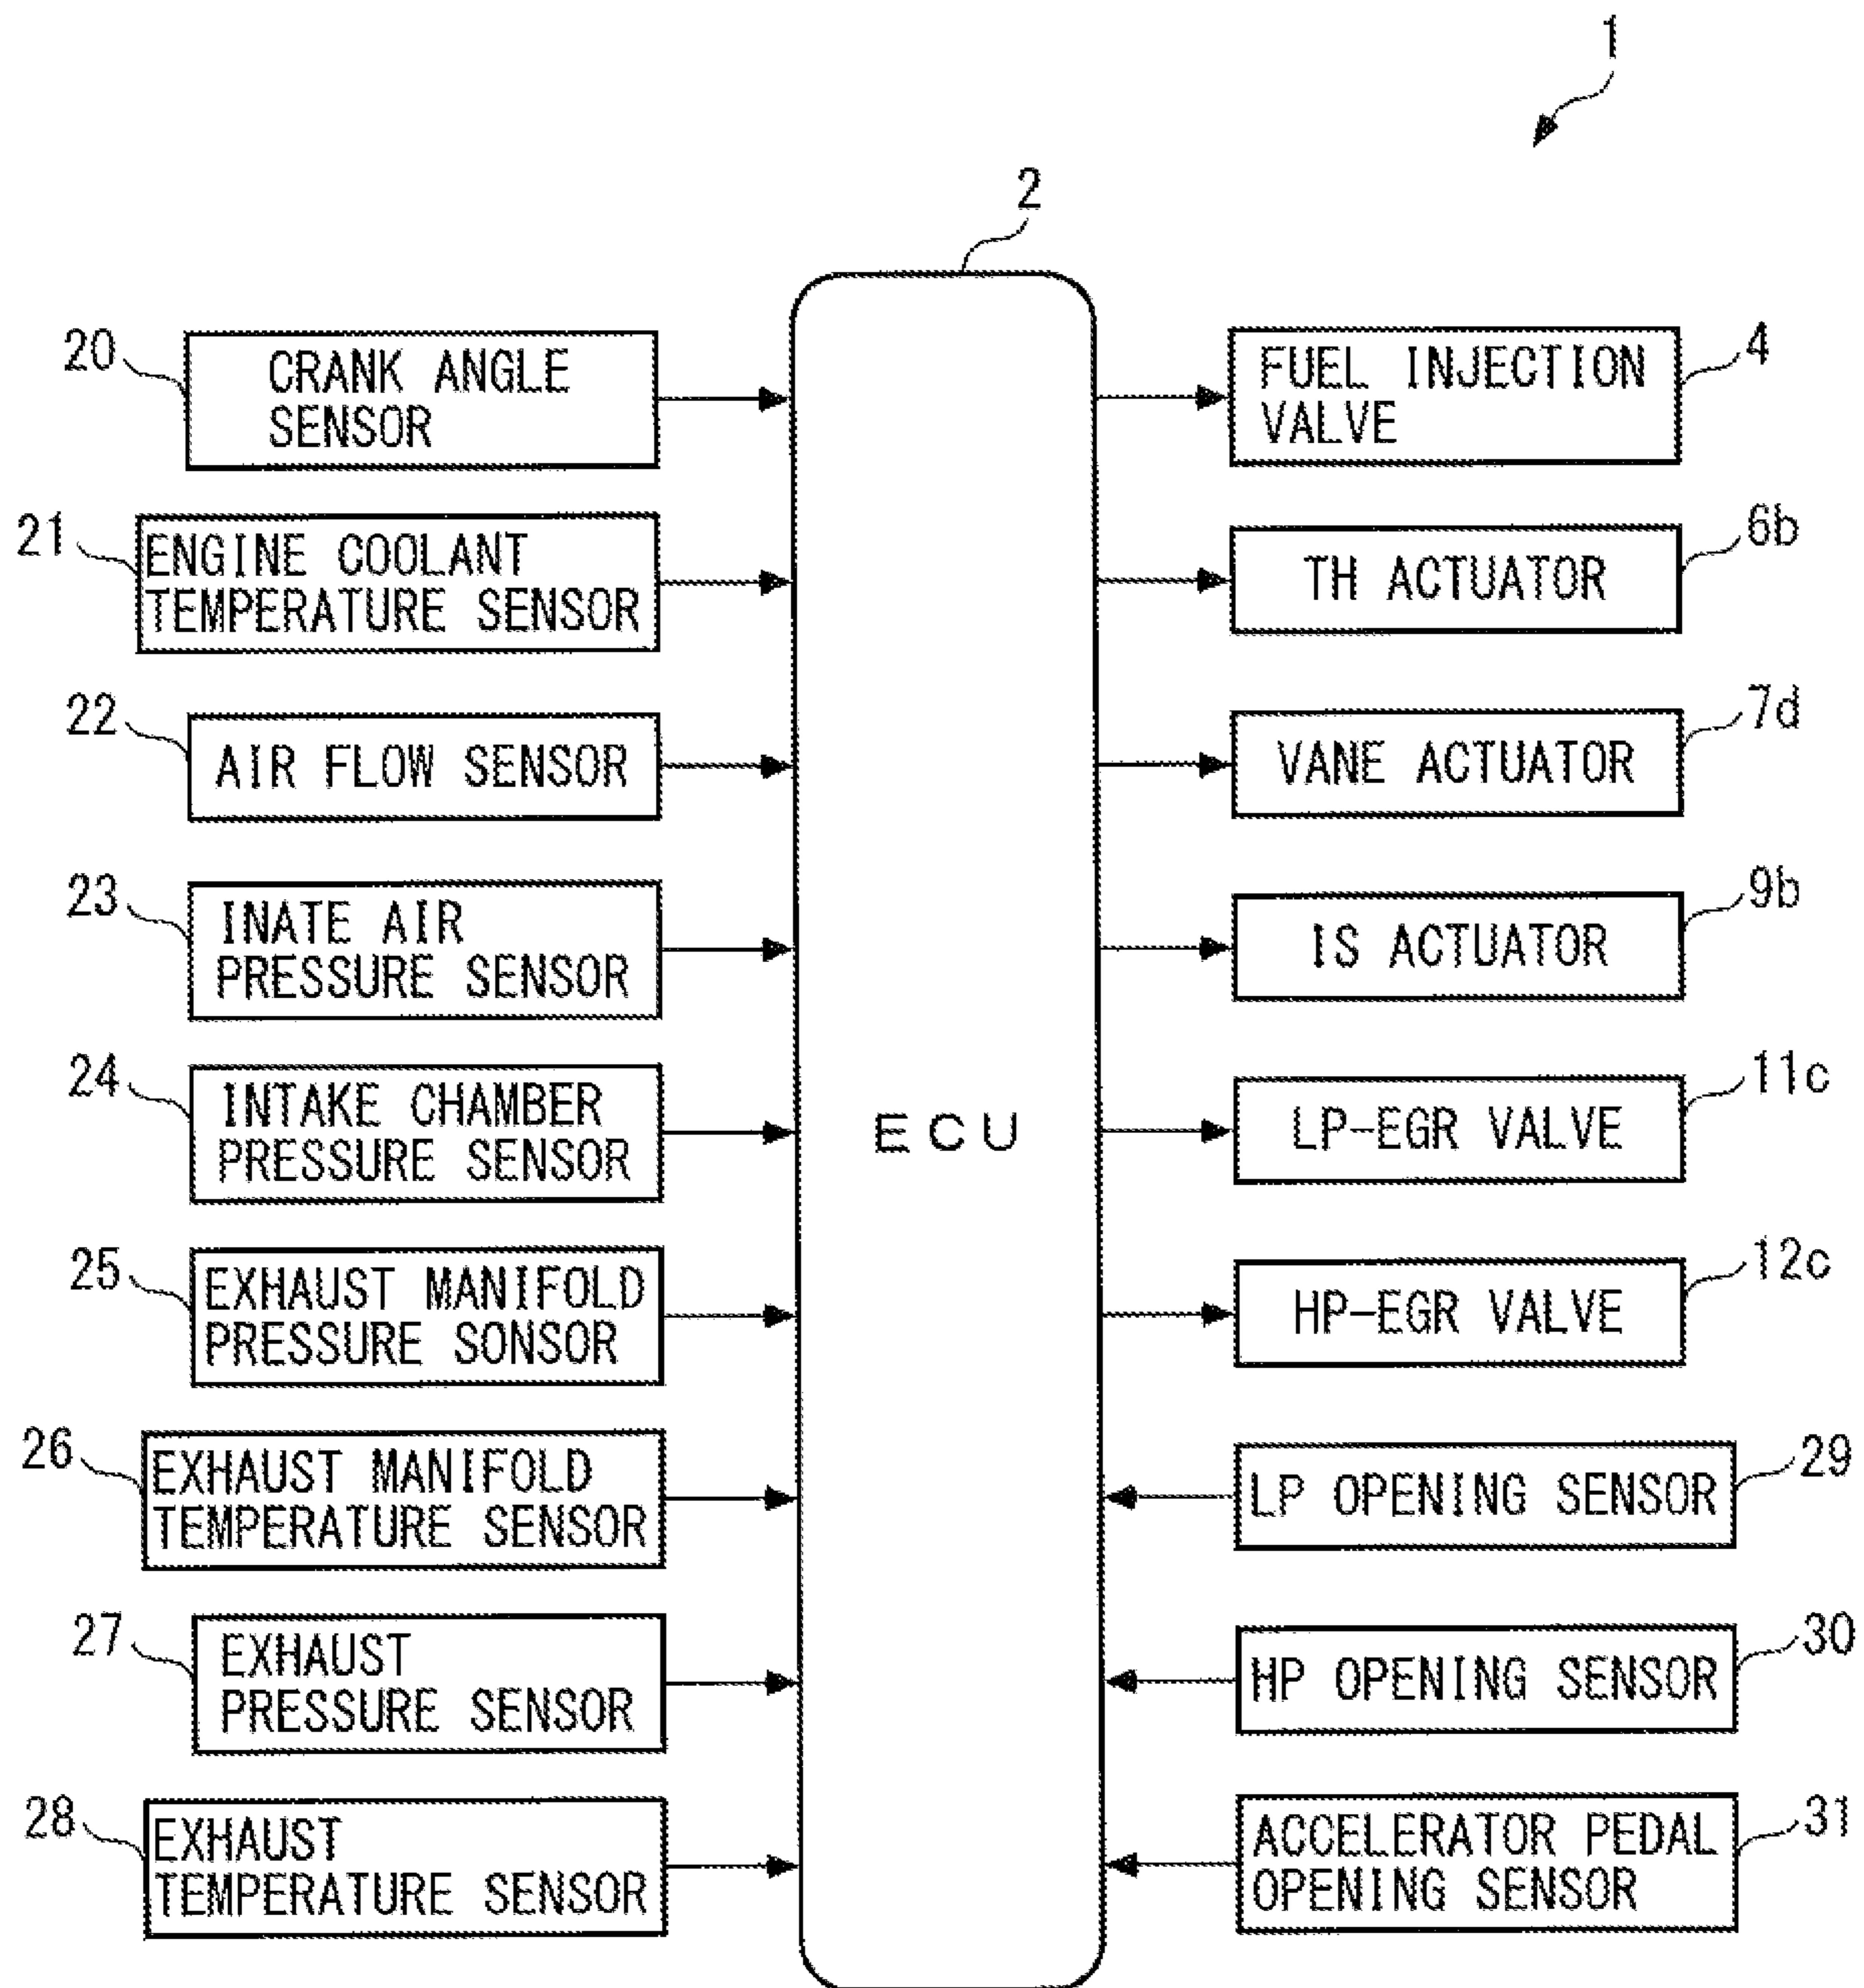 1
2
20
CRANK ANGLE
SENSOR
21
ENGINE COOLANT
TEMPERATURE SENSOR
22
AIR FLOW SENSOR
23
INATE AIR
PRESSURE SENSOR
24
INTAKE CHAMBER
PRESSURE SENSOR
25
EXHAUST MANIFOLD
PRESSURE SONSOR
26
EXHAUST MANIFOLD
TEMPERATURE SENSOR
27
EXHAUST
PRESSURE SENSOR
28
EXHAUST
TEMPERATURE SENSOR
ECU
FUEL INJECTION
VALVE
4
TH ACTUATOR
6b
VANE ACTUATOR
7d
IS ACTUATOR
9b
LP-EGR VALVE
11c
HP-EGR VALVE
12c
LP OPENING SENSOR
29
HP OPENING SENSOR
30
ACCELERATOR PEDAL
OPENING SENSOR
31